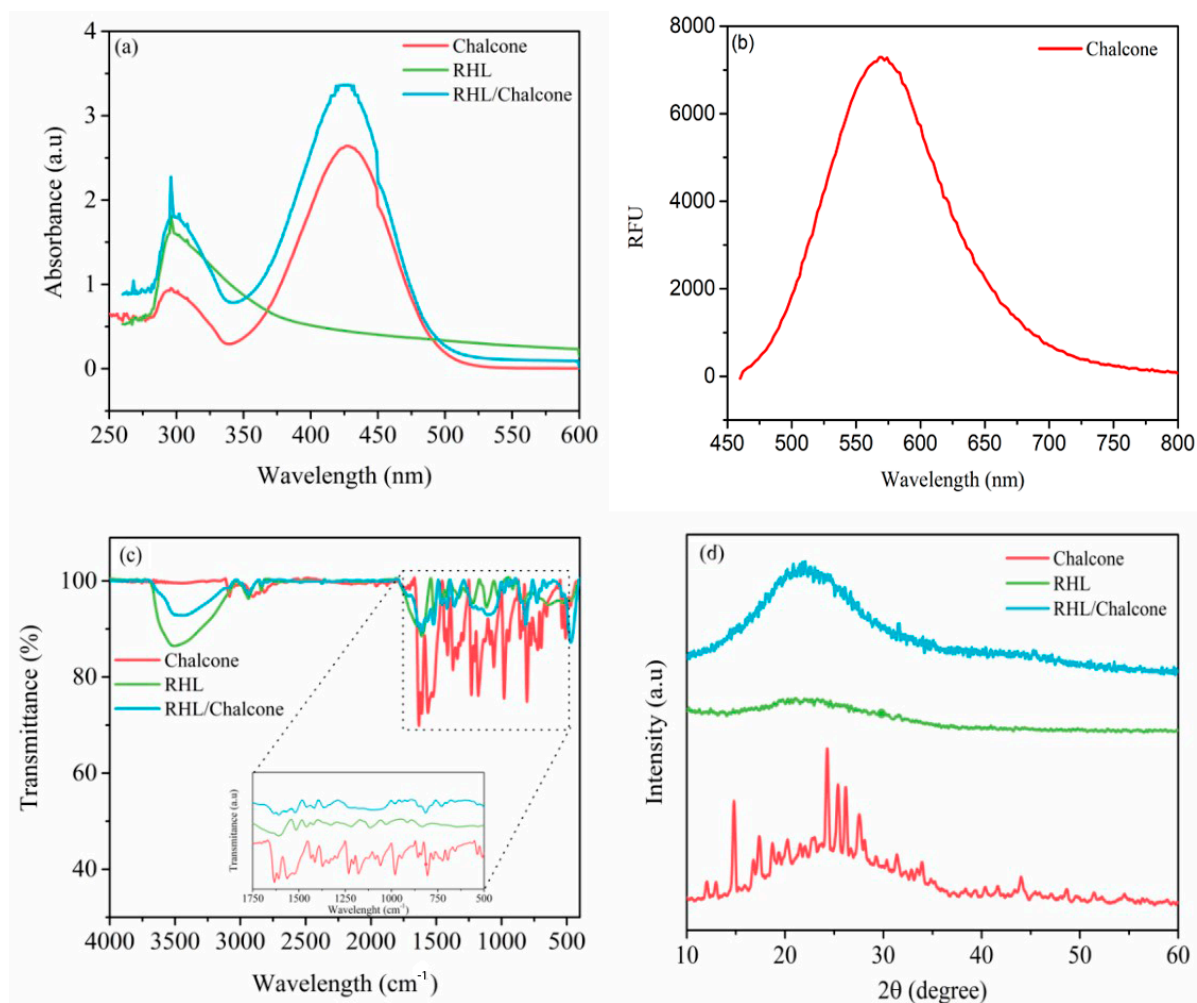 (a)
Chalcone
RHL
RHL/Chalcone
4
3
2
1
0
Absorbance (a.u)
250 300 350 400 450 500 550 600
Wavelength (nm)
(b)
Chalcone
8000
6000
4000
2000
0
RFU
450 500 550 600 650 700 750 800
Wavelength (nm)
(c)
100
80
60
40
Transmittance (%)
Chalcone
RHL
RHL/Chalcone
Transmitance (a.u)
1750 1500 1250 1000 750 500
Wavelenght (cm-1)
4000 3500 3000 2500 2000 1500 1000 500
Wavelength (cm-1)
(d)
Chalcone
RHL
RHL/Chalcone
Intensity (a.u)
10 20 30 40 50 60
2θ (degree)